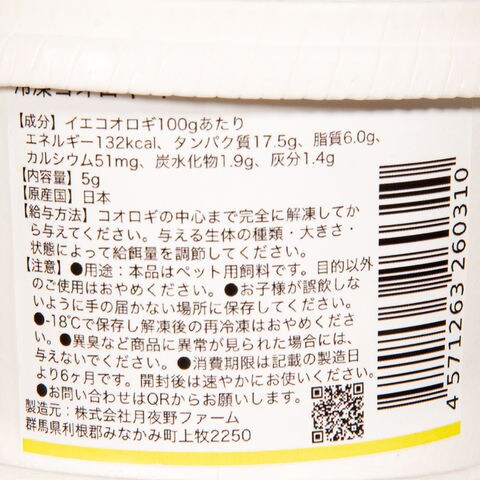 冷凍コオロギ
【成分】イエコオロギ100gあたり
エネルギー132kcal、タンパク質17.5g、脂質6.0g、
カルシウム51mg、炭水化物1.9g、灰分1.4g
【内容量】5g
【原産国】日本
【給与方法】コオロギの中心まで完全に解凍してか
ら与えてください。与える生体の種類・大きさ・
状態によって給餌量を調節してください。
【注意】●用途：本品はペット用飼料です。目的以外
のご使用はおやめください。●お子様が誤飲しな
いように手の届かない場所に保存してください。
●-18℃で保存し解凍後の再冷凍はおやめくださ
い。●異臭など商品に異常が見られた場合には、
与えないでください。●消費期限は記載の製造日
より6ヶ月です。開封後は速やかにお使いください。
●お問い合わせはQRからお願いします。
製造元：株式会社月夜野ファーム
群馬県利根郡みなかみ町上牧2250
4571263260310